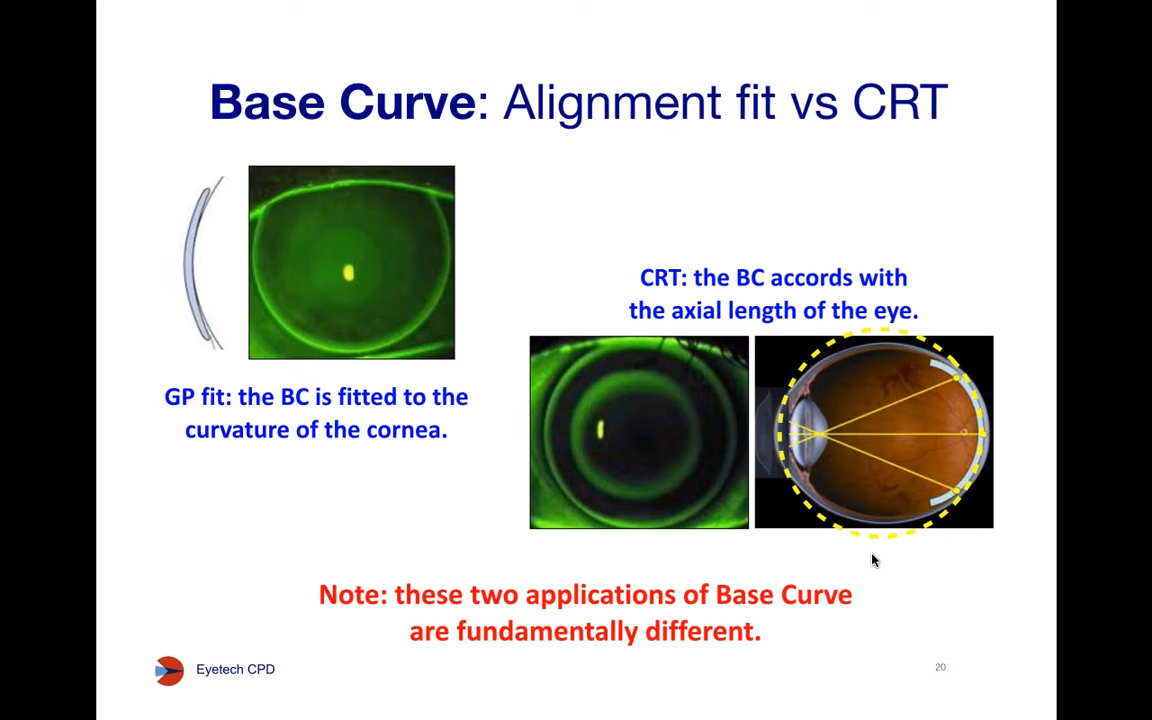 Base Curve: Alignment fit vs CRT
CRT: the BC accords with
the axial length of the eye.
GP fit: the BC is fitted to the
curvature of the cornea.
Note: these two applications of Base Curve
are fundamentally different.
Eyetech CPD
20